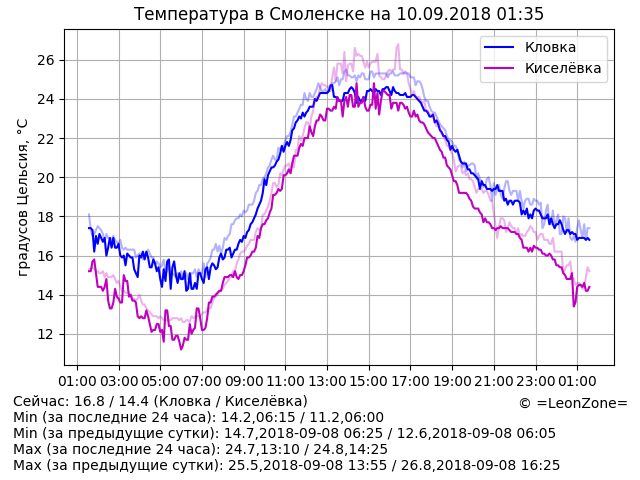 Температура в Смоленске на 10.09.2018 01:35
Кловка
Киселёвка
градусов Цельсия, °C
26
24
22
20
18
16
14
12
01:00 03:00 05:00 07:00 09:00 11:00 13:00 15:00 17:00 19:00 21:00 23:00 01:00
Сейчас: 16.8 / 14.4 (Кловка / Киселёвка)
© =LeonZone=
Min (за последние 24 часа): 14.2,06:15 / 11.2,06:00
Min (за предыдущие сутки): 14.7,2018-09-08 06:25 / 12.6,2018-09-08 06:05
Max (за последние 24 часа): 24.7,13:10 / 24.8,14:25
Max (за предыдущие сутки): 25.5,2018-09-08 13:55 / 26.8,2018-09-08 16:25